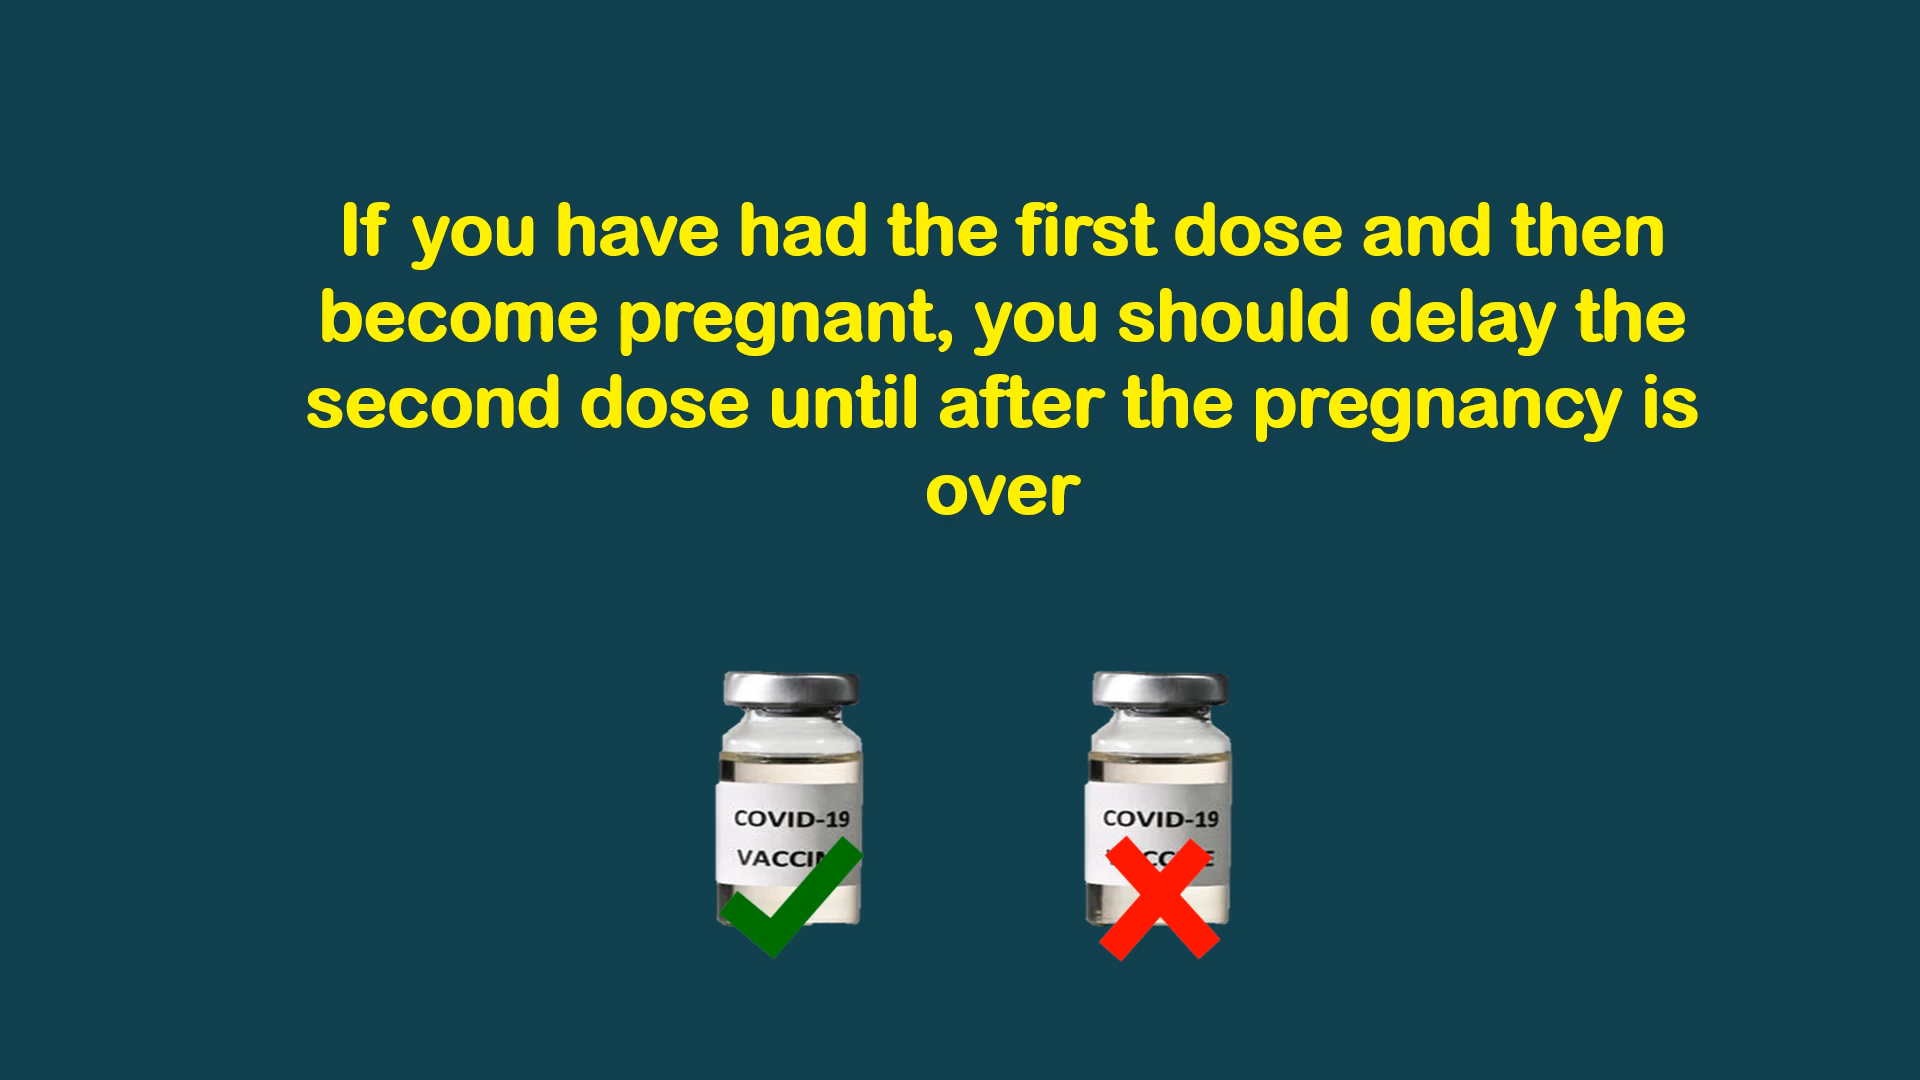 If you have had the first dose and then
become pregnant, you should delay the
second dose until after the pregnancy is
over
COVID-19
VACCIN
COVID-19